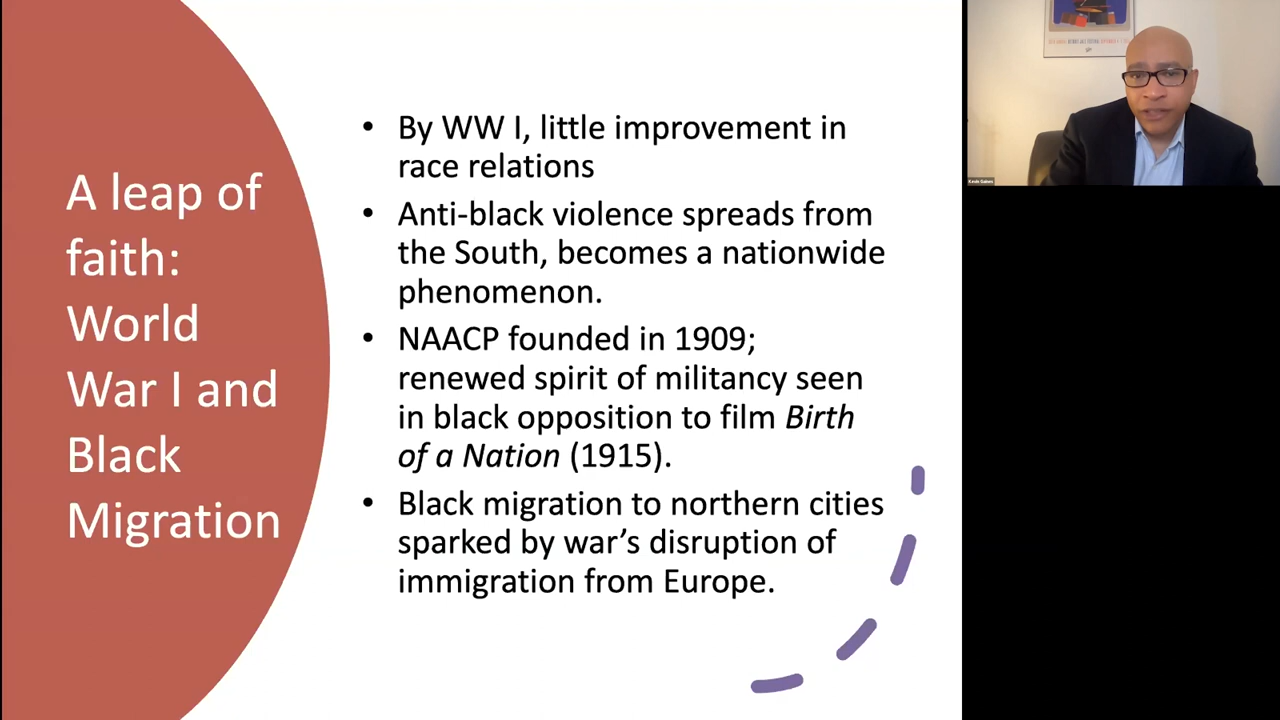 A leap of
faith:
World
War I and
Black
Migration
• By WW I, little improvement in
race relations
• Anti-black violence spreads from
the South, becomes a nationwide
phenomenon.
• NAACP founded in 1909;
renewed spirit of militancy seen
in black opposition to film Birth
of a Nation (1915).
• Black migration to northern cities
sparked by war’s disruption of
immigration from Europe.
Kevin Gaines